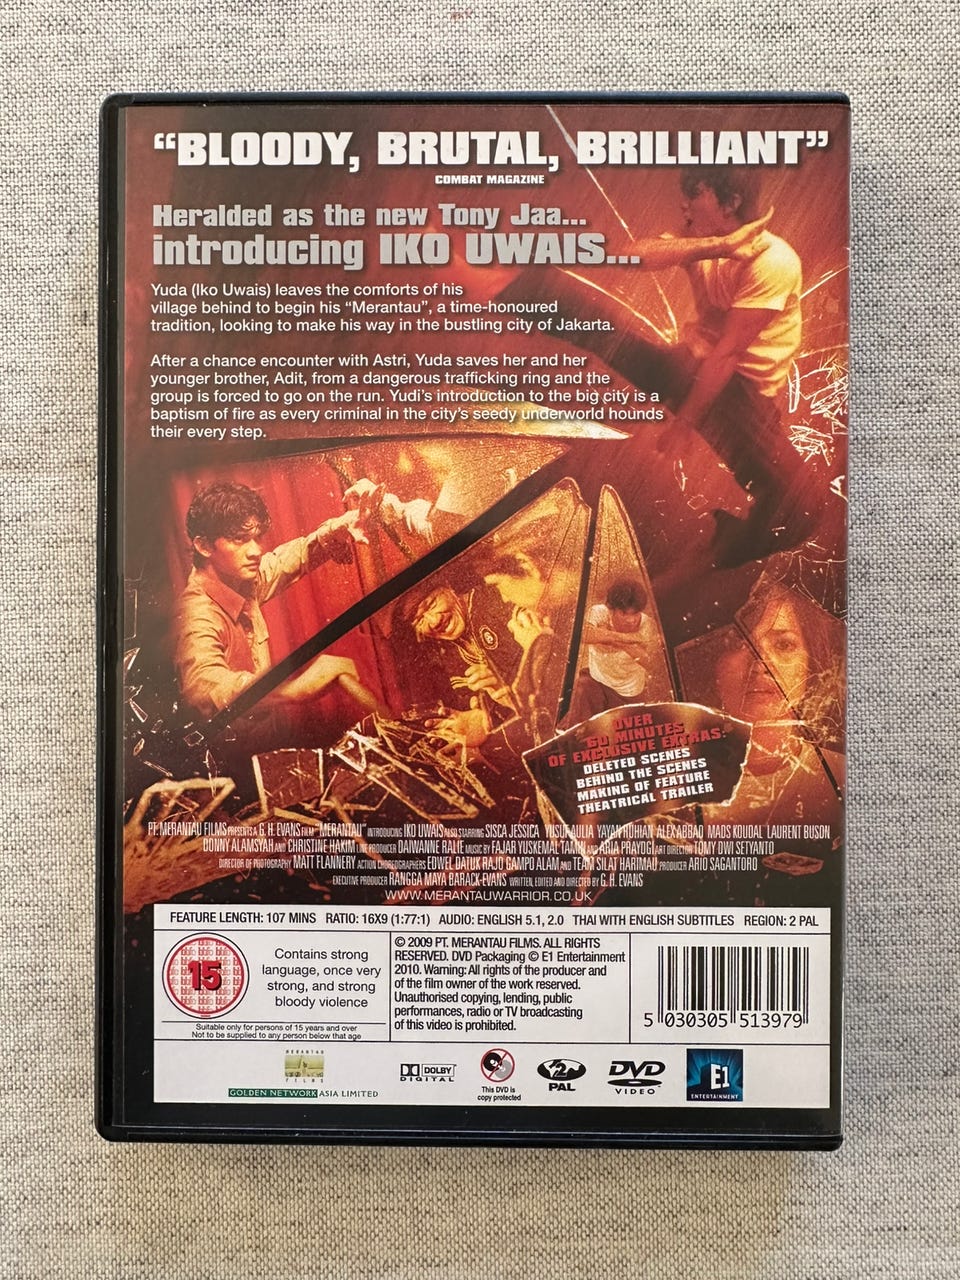 “BLOODY, BRUTAL, BRILLIANT”
COMBAT MAGAZINE
Heralded as the new Tony Jaa...
introducing IKO UWAIS...
Yuda (Iko Uwais) leaves the comforts of his
village behind to begin his “Merantau”, a time-honoured
tradition, looking to make his way in the bustling city of Jakarta.
After a chance encounter with Astri, Yuda saves her and her
younger brother, Adit, from a dangerous trafficking ring and the
group is forced to go on the run. Yudi’s introduction to the big city is a
baptism of fire as every criminal in the city’s seedy underworld hounds
their every step.
OVER
60 MINUTES
OF EXCLUSIVE EXTRAS:
DELETED SCENES
BEHIND THE SCENES
MAKING OF FEATURE
THEATRICAL TRAILER
PT. MERANTAU FILMS PRESENTS A G. H. EVANS FILM “MERANTAU” INTRODUCING IKO UWAIS ALSO STARRING SISCA JESSICA YUSUF AULIA YAYAN RUHIAN ALEX ABBAD MADS KOUDAL LAURENT BUSON
DONNY ALAMSYAH AND CHRISTINE HAKIM LINE PRODUCER DAIWANNE RALIE MUSIC BY FAJAR YUSKEMAL TAMIN AND ARIA PRAYOGI ART DIRECTOR TOMY DWI SETYANTO
DIRECTOR OF PHOTOGRAPHY MATT FLANNERY ACTION CHOREOGRAPHERS EDWEL DATUK RAJO GAMPO ALAM AND TEAM SILAT HARIMAU PRODUCER ARIO SAGANTORO
EXECUTIVE PRODUCER RANGGA MAYA BARACK-EVANS WRITTEN, EDITED AND DIRECTED BY G. H. EVANS
WWW.MERANTAUWARRIOR.CO.UK
FEATURE LENGTH: 107 MINS RATIO: 16X9 (1:77:1) AUDIO: ENGLISH 5.1, 2.0 THAI WITH ENGLISH SUBTITLES REGION: 2 PAL
15
Contains strong
language, once very
strong, and strong
bloody violence
Suitable only for persons of 15 years and over
Not to be supplied to any person below that age
© 2009 PT. MERANTAU FILMS. ALL RIGHTS
RESERVED. DVD Packaging © E1 Entertainment
2010. Warning: All rights of the producer and
of the film owner of the work reserved.
Unauthorised copying, lending, public
performances, radio or TV broadcasting
of this video is prohibited.
5 030305 513979
MERANTAU
FILMS
GOLDEN NETWORK ASIA LIMITED
DOLBY
DIGITAL
This DVD is
copy protected
2
PAL
DVD
VIDEO
E1
ENTERTAINMENT